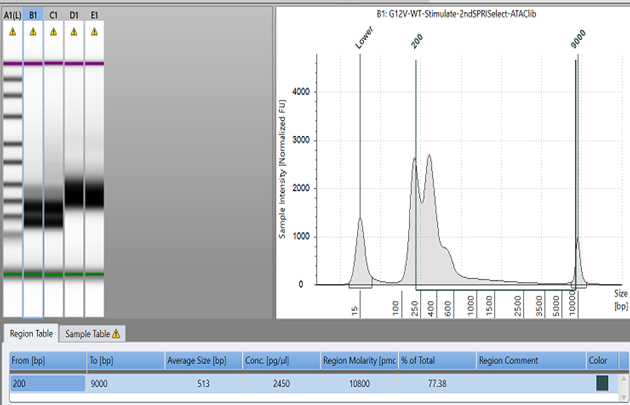 A1(L) B1 C1 D1 E1
B1: G12V-WT-Stimulate-2ndSPRISelect-ATAClib
Lower 200 9000
Sample Intensity [Normalized FU]
4000
3000
2000
1000
0
15 100 250 400 600 1000 1500 2500 3500 5000 10000
Size [bp]
Region Table Sample Table
From [bp] To [bp] Average Size [bp] Conc. [pg/µl] Region Molarity [pmc % of Total Region Comment Color
200 9000 513 2450 10800 77.38